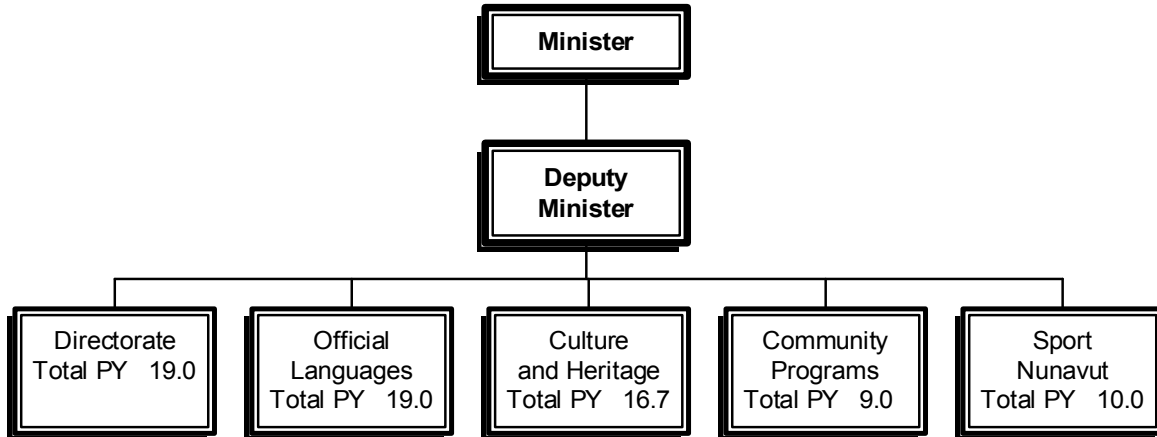 Minister
Deputy
Minister
Directorate
Total PY 19.0
Official
Languages
Total PY 19.0
Culture
and Heritage
Total PY 16.7
Community
Programs
Total PY 9.0
Sport
Nunavut
Total PY 10.0